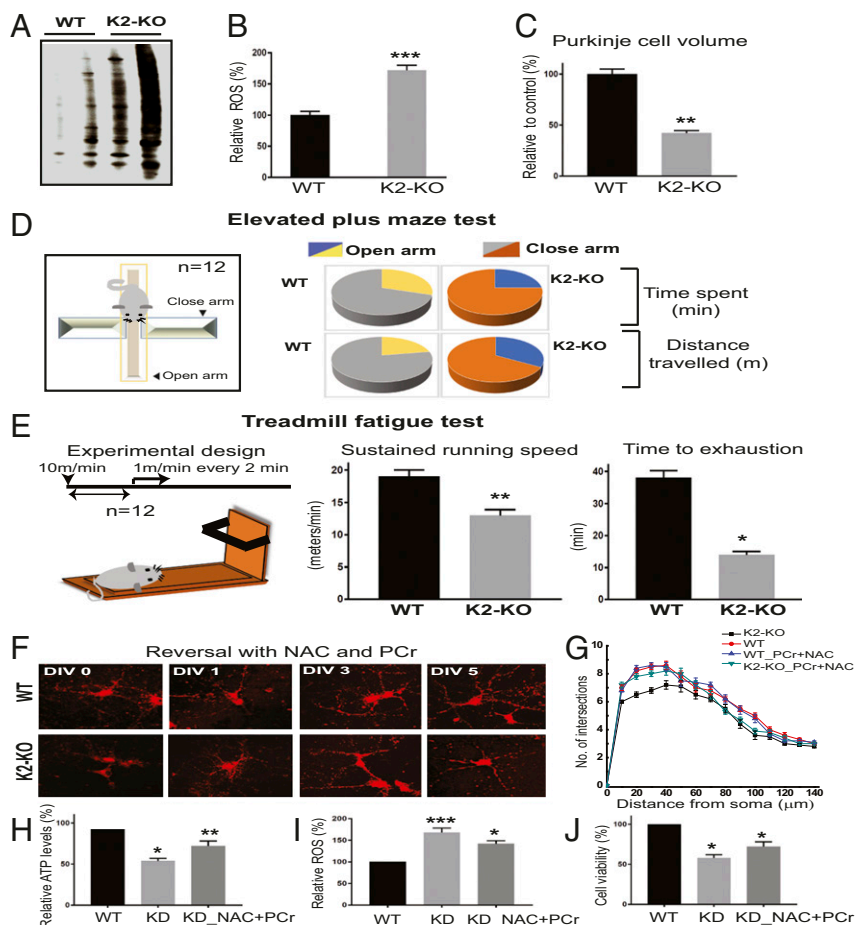 A
WT K2-KO
B
Relative ROS (%)
200
150
100
50
0
***
WT
K2-KO
C
Purkinje cell volume
Relative to control (%)
100
50
0
**
WT
K2-KO
D
Elevated plus maze test
n=12
Close arm
Open arm
Open arm
Close arm
WT
K2-KO
Time spent
(min)
WT
K2-KO
Distance
travelled (m)
Treadmill fatigue test
E
Experimental design
10m/min
1m/min every 2 min
n=12
Sustained running speed
(meters/min)
20
15
10
5
0
**
WT
K2-KO
Time to exhaustion
(min)
40
20
0
*
WT
K2-KO
F
Reversal with NAC and PCr
DIV 0
DIV 1
DIV 3
DIV 5
WT
K2-KO
G
K2-KO
WT
WT_PCr+NAC
K2-KO_PCr+NAC
No. of intersections
10
8
6
4
2
0
0 20 40 60 80 100 120 140
Distance from soma (μm)
H
Relative ATP levels (%)
100
50
0
*
**
WT
KD
KD_NAC+PCr
I
Relative ROS (%)
200
150
100
50
0
***
*
WT
KD
KD_NAC+PCr
J
Cell viability (%)
100
50
0
*
*
WT
KD
KD_NAC+PCr